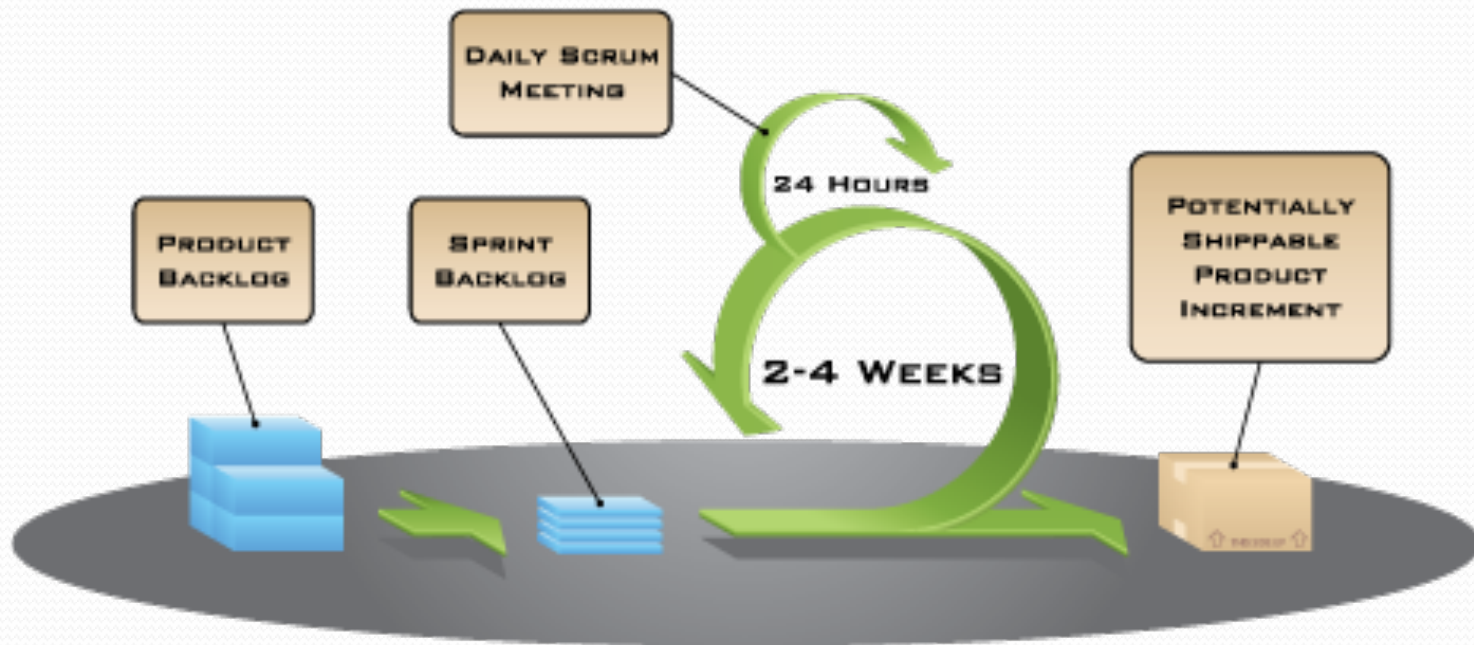 DAILY SCRUM
MEETING
24 HOURS
PRODUCT
BACKLOG
SPRINT
BACKLOG
POTENTIALLY
SHIPPABLE
PRODUCT
INCREMENT
2-4 WEEKS